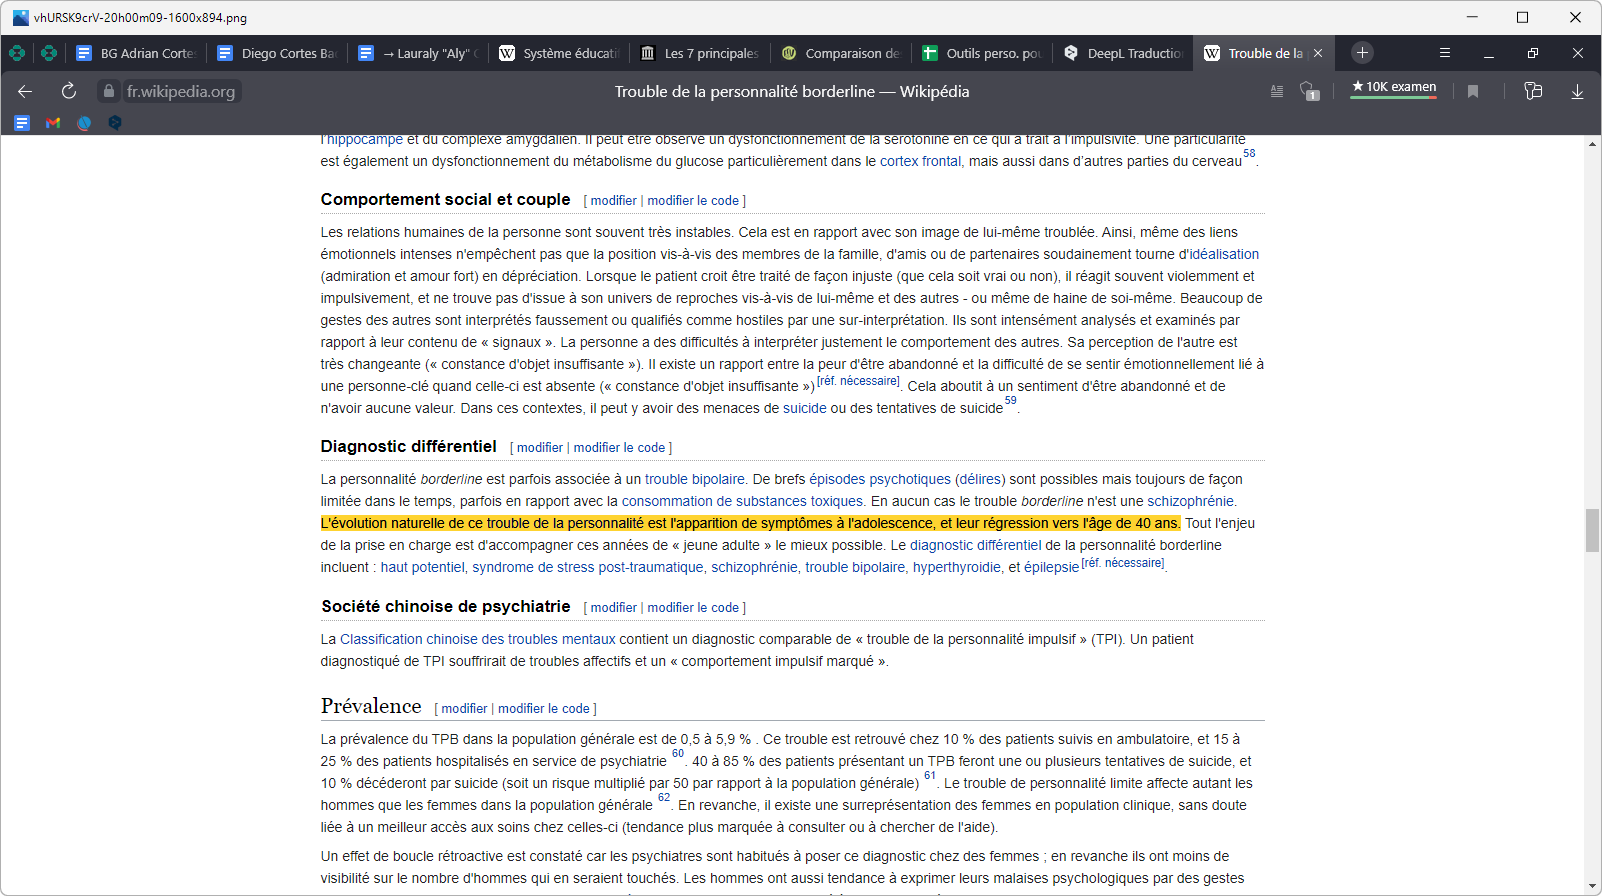 vhURSK9crV-20h00m09-1600x894.png
BG Adrian Corte
Diego Cortes Ba
→ Lauraly "Aly"
Système éducati
Les 7 principales
Comparaison de
Outils perso. po
DeepL Traduction
Trouble de la
fr.wikipedia.org
Trouble de la personnalité borderline — Wikipédia
1
★ 10K examen
l'hippocampe et du complexe amygdalien. Il peut être observé un dysfonctionnement de la sérotonine en ce qui a trait à l'impulsivité. Une particularité
est également un dysfonctionnement du métabolisme du glucose particulièrement dans le cortex frontal, mais aussi dans d'autres parties du cerveau58.
Comportement social et couple [ modifier | modifier le code ]
Les relations humaines de la personne sont souvent très instables. Cela est en rapport avec son image de lui-même troublée. Ainsi, même des liens
émotionnels intenses n'empêchent pas que la position vis-à-vis des membres de la famille, d'amis ou de partenaires soudainement tourne d'idéalisation
(admiration et amour fort) en dépréciation. Lorsque le patient croit être traité de façon injuste (que cela soit vrai ou non), il réagit souvent violemment et
impulsivement, et ne trouve pas d'issue à son univers de reproches vis-à-vis de lui-même et des autres - ou même de haine de soi-même. Beaucoup de
gestes des autres sont interprétés faussement ou qualifiés comme hostiles par une sur-interprétation. Ils sont intensément analysés et examinés par
rapport à leur contenu de « signaux ». La personne a des difficultés à interpréter justement le comportement des autres. Sa perception de l'autre est
très changeante (« constance d'objet insuffisante »). Il existe un rapport entre la peur d'être abandonné et la difficulté de se sentir émotionnellement lié à
une personne-clé quand celle-ci est absente (« constance d'objet insuffisante »)[réf. nécessaire]. Cela aboutit à un sentiment d'être abandonné et de
n'avoir aucune valeur. Dans ces contextes, il peut y avoir des menaces de suicide ou des tentatives de suicide59.
Diagnostic différentiel [ modifier | modifier le code ]
La personnalité borderline est parfois associée à un trouble bipolaire. De brefs épisodes psychotiques (délires) sont possibles mais toujours de façon
limitée dans le temps, parfois en rapport avec la consommation de substances toxiques. En aucun cas le trouble borderline n'est une schizophrénie.
L'évolution naturelle de ce trouble de la personnalité est l'apparition de symptômes à l'adolescence, et leur régression vers l'âge de 40 ans. Tout l'enjeu
de la prise en charge est d'accompagner ces années de « jeune adulte » le mieux possible. Le diagnostic différentiel de la personnalité borderline
incluent : haut potentiel, syndrome de stress post-traumatique, schizophrénie, trouble bipolaire, hyperthyroidie, et épilepsie[réf. nécessaire].
Société chinoise de psychiatrie [ modifier | modifier le code ]
La Classification chinoise des troubles mentaux contient un diagnostic comparable de « trouble de la personnalité impulsif » (TPI). Un patient
diagnostiqué de TPI souffrirait de troubles affectifs et un « comportement impulsif marqué ».
Prévalence [ modifier | modifier le code ]
La prévalence du TPB dans la population générale est de 0,5 à 5,9 % . Ce trouble est retrouvé chez 10 % des patients suivis en ambulatoire, et 15 à
25 % des patients hospitalisés en service de psychiatrie 60. 40 à 85 % des patients présentant un TPB feront une ou plusieurs tentatives de suicide, et
10 % décéderont par suicide (soit un risque multiplié par 50 par rapport à la population générale) 61. Le trouble de personnalité limite affecte autant les
hommes que les femmes dans la population générale 62. En revanche, il existe une surreprésentation des femmes en population clinique, sans doute
liée à un meilleur accès aux soins chez celles-ci (tendance plus marquée à consulter ou à chercher de l'aide).
Un effet de boucle rétroactive est constaté car les psychiatres sont habitués à poser ce diagnostic chez des femmes ; en revanche ils ont moins de
visibilité sur le nombre d'hommes qui en seraient touchés. Les hommes ont aussi tendance à exprimer leurs malaises psychologiques par des gestes